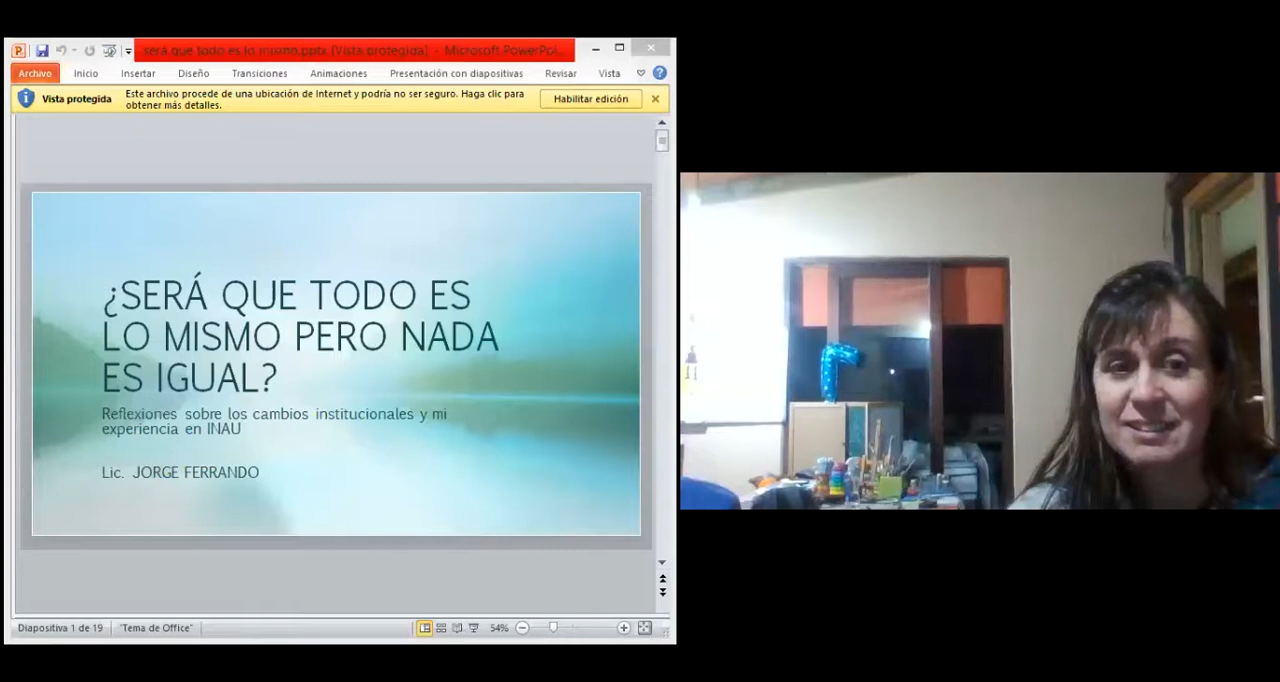 será que todo es lo mismo.pptx [Vista protegida] - Microsoft PowerPoi...
Archivo
Inicio
Insertar
Diseño
Transiciones
Animaciones
Presentación con diapositivas
Revisar
Vista
Vista protegida
Este archivo procede de una ubicación de Internet y podría no ser seguro. Haga clic para
obtener más detalles.
Habilitar edición
¿SERÁ QUE TODO ES
LO MISMO PERO NADA
ES IGUAL?
Reflexiones sobre los cambios institucionales y mi
experiencia en INAU
Lic. JORGE FERRANDO
Diapositiva 1 de 19
"Tema de Office"
54%